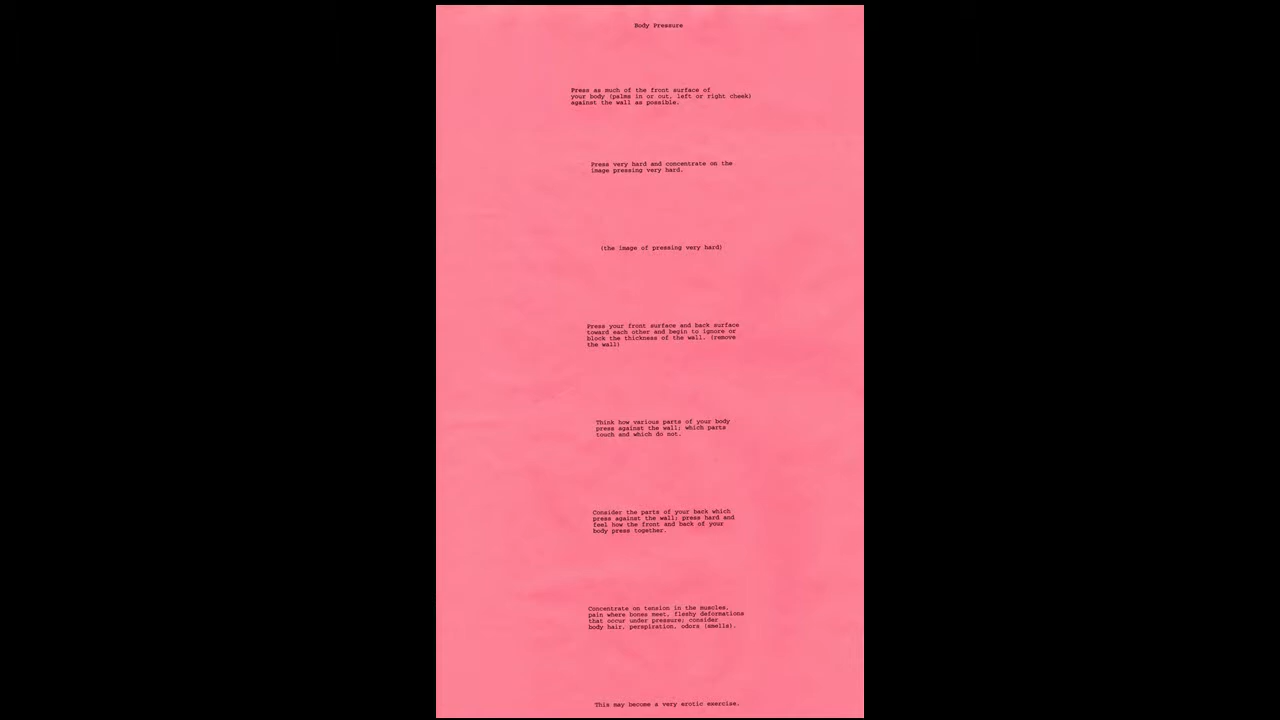 Body Pressure
Press as much of the front surface of
your body (palms in or out, left or right cheek)
against the wall as possible.
Press very hard and concentrate on the
image pressing very hard.
(the image of pressing very hard)
Press your front surface and back surface
toward each other and begin to ignore or
block the thickness of the wall. (remove
the wall)
Think how various parts of your body
press against the wall; which parts
touch and which do not.
Consider the parts of your back which
press against the wall; press hard and
feel how the front and back of your
body press together.
Concentrate on tension in the muscles,
pain where bones meet, fleshy deformations
that occur under pressure; consider
body hair, perspiration, odors (smells).
This may become a very erotic exercise.